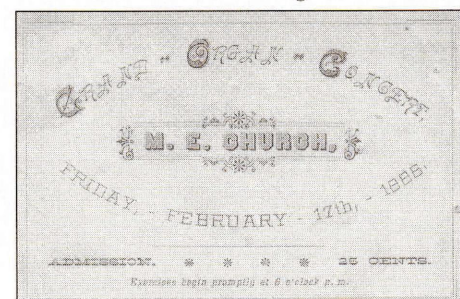 GRAND - ORGAN - CONCERT,
M. E. CHURCH,
FRIDAY, - FEBRUARY - 17th, - 1888.
ADMISSION. * * * * 25 CENTS.
Exercises begin promptly at 8 o'clock p. m.